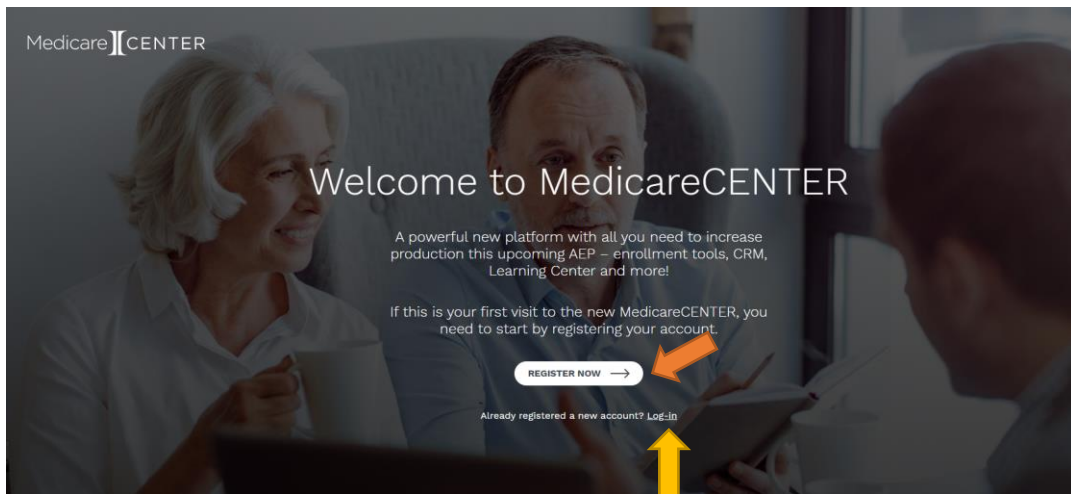 Medicare CENTER
Welcome to MedicareCENTER
A powerful new platform with all you need to increase
production this upcoming AEP – enrollment tools, CRM,
Learning Center and more!
If this is your first visit to the new MedicareCENTER, you
need to start by registering your account.
REGISTER NOW
Already registered a new account? Log-in